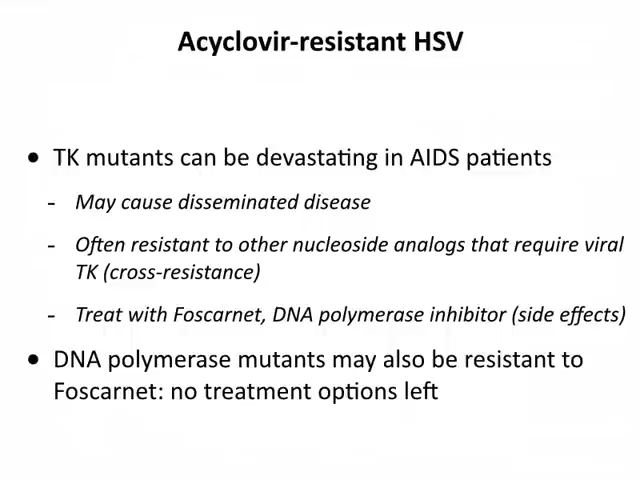 Acyclovir-resistant HSV
• TK mutants can be devastating in AIDS patients
- May cause disseminated disease
- Often resistant to other nucleoside analogs that require viral
TK (cross-resistance)
- Treat with Foscarnet, DNA polymerase inhibitor (side effects)
• DNA polymerase mutants may also be resistant to
Foscarnet: no treatment options left